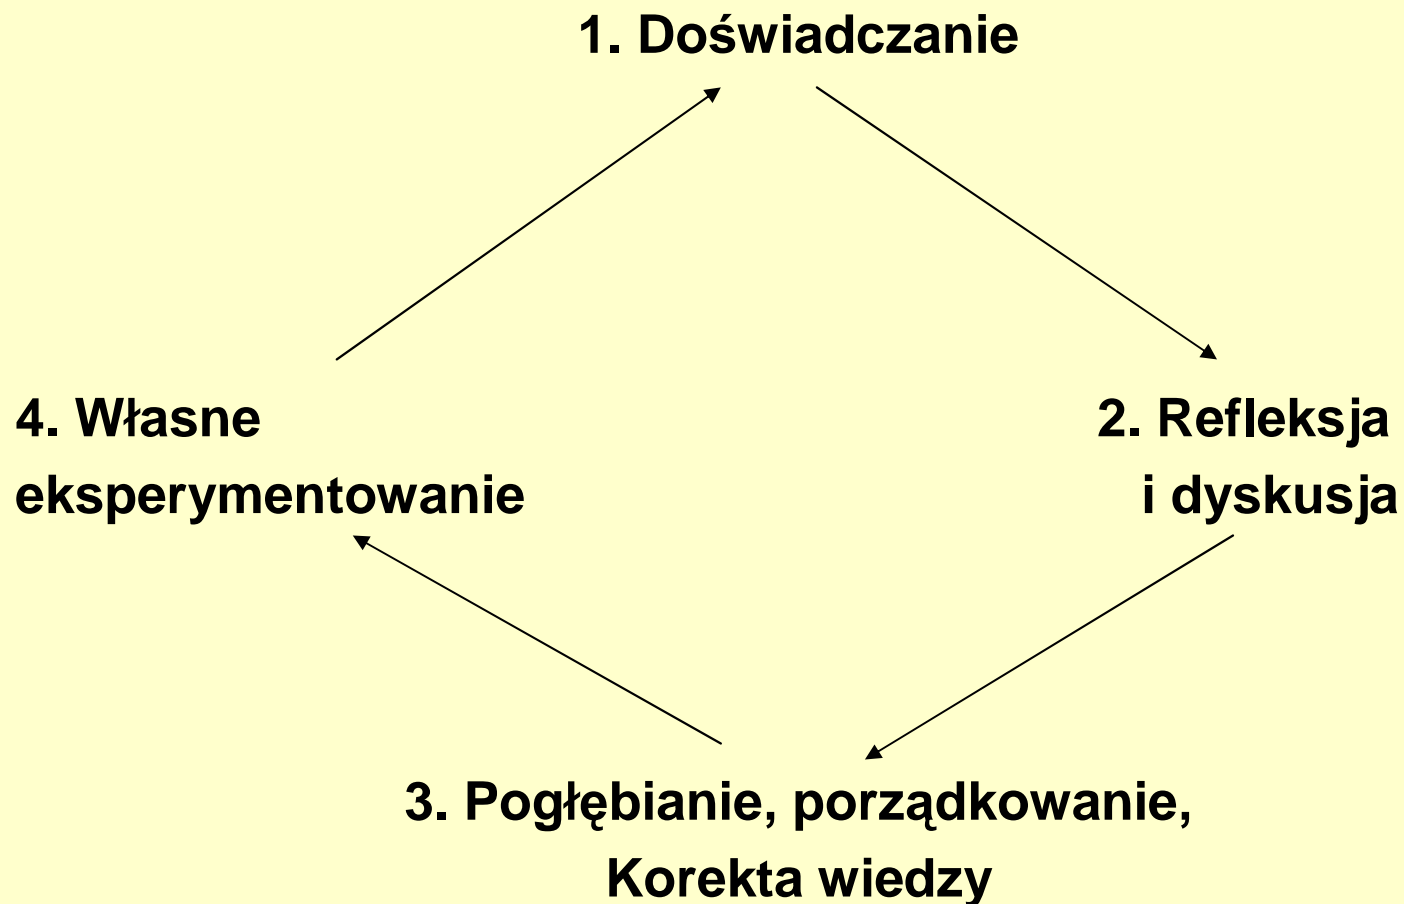 1. Doświadczanie
4. Własne
eksperymentowanie
2. Refleksja
i dyskusja
3. Pogłębianie, porządkowanie,
Korekta wiedzy